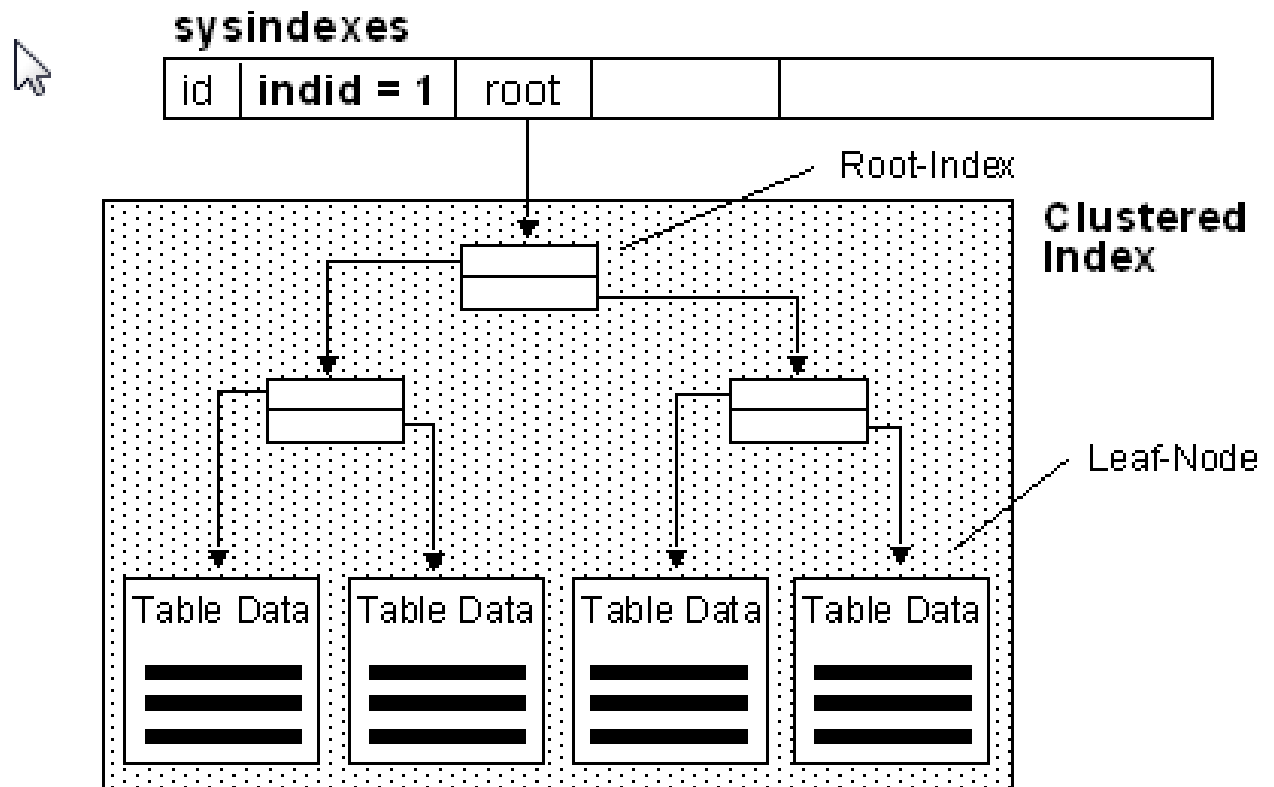 sysindexes
id indid = 1 root
Root-Index
Clustered
Index
Leaf-Node
Table Data Table Data Table Data Table Data